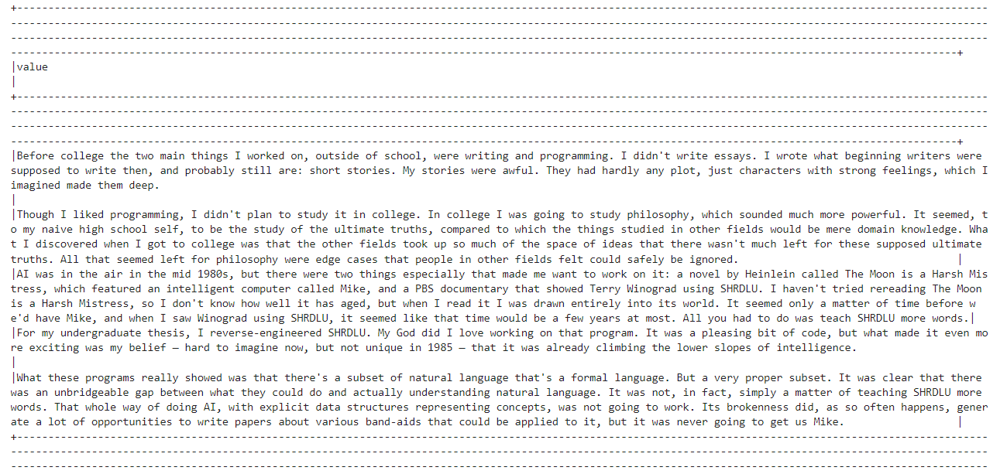 +---------------------------------------------------------------------------------------------------------------------------------------------------
----------------------------------------------------------------------------------------------------------------------------------------------------
----------------------------------------------------------------------------------------------------------------------------------------------------
------------------------------------------------------------------------------------------------------------------------------------------------+
|value
|
+---------------------------------------------------------------------------------------------------------------------------------------------------
----------------------------------------------------------------------------------------------------------------------------------------------------
----------------------------------------------------------------------------------------------------------------------------------------------------
------------------------------------------------------------------------------------------------------------------------------------------------+
|Before college the two main things I worked on, outside of school, were writing and programming. I didn't write essays. I wrote what beginning writers were
supposed to write then, and probably still are: short stories. My stories were awful. They had hardly any plot, just characters with strong feelings, which I
imagined made them deep.
|
|Though I liked programming, I didn't plan to study it in college. In college I was going to study philosophy, which sounded much more powerful. It seemed, t
o my naive high school self, to be the study of the ultimate truths, compared to which the things studied in other fields would be mere domain knowledge. Wha
t I discovered when I got to college was that the other fields took up so much of the space of ideas that there wasn't much left for these supposed ultimate
truths. All that seemed left for philosophy were edge cases that people in other fields felt could safely be ignored. |
|AI was in the air in the mid 1980s, but there were two things especially that made me want to work on it: a novel by Heinlein called The Moon is a Harsh Mis
tress, which featured an intelligent computer called Mike, and a PBS documentary that showed Terry Winograd using SHRDLU. I haven't tried rereading The Moon
is a Harsh Mistress, so I don't know how well it has aged, but when I read it I was drawn entirely into its world. It seemed only a matter of time before w
e'd have Mike, and when I saw Winograd using SHRDLU, it seemed like that time would be a few years at most. All you had to do was teach SHRDLU more words.|
|For my undergraduate thesis, I reverse-engineered SHRDLU. My God did I love working on that program. It was a pleasing bit of code, but what made it even mo
re exciting was my belief — hard to imagine now, but not unique in 1985 — that it was already climbing the lower slopes of intelligence.
|
|What these programs really showed was that there's a subset of natural language that's a formal language. But a very proper subset. It was clear that there
was an unbridgeable gap between what they could do and actually understanding natural language. It was not, in fact, simply a matter of teaching SHRDLU more
words. That whole way of doing AI, with explicit data structures representing concepts, was not going to work. Its brokenness did, as so often happens, gener
ate a lot of opportunities to write papers about various band-aids that could be applied to it, but it was never going to get us Mike. |
+---------------------------------------------------------------------------------------------------------------------------------------------------
----------------------------------------------------------------------------------------------------------------------------------------------------
----------------------------------------------------------------------------------------------------------------------------------------------------